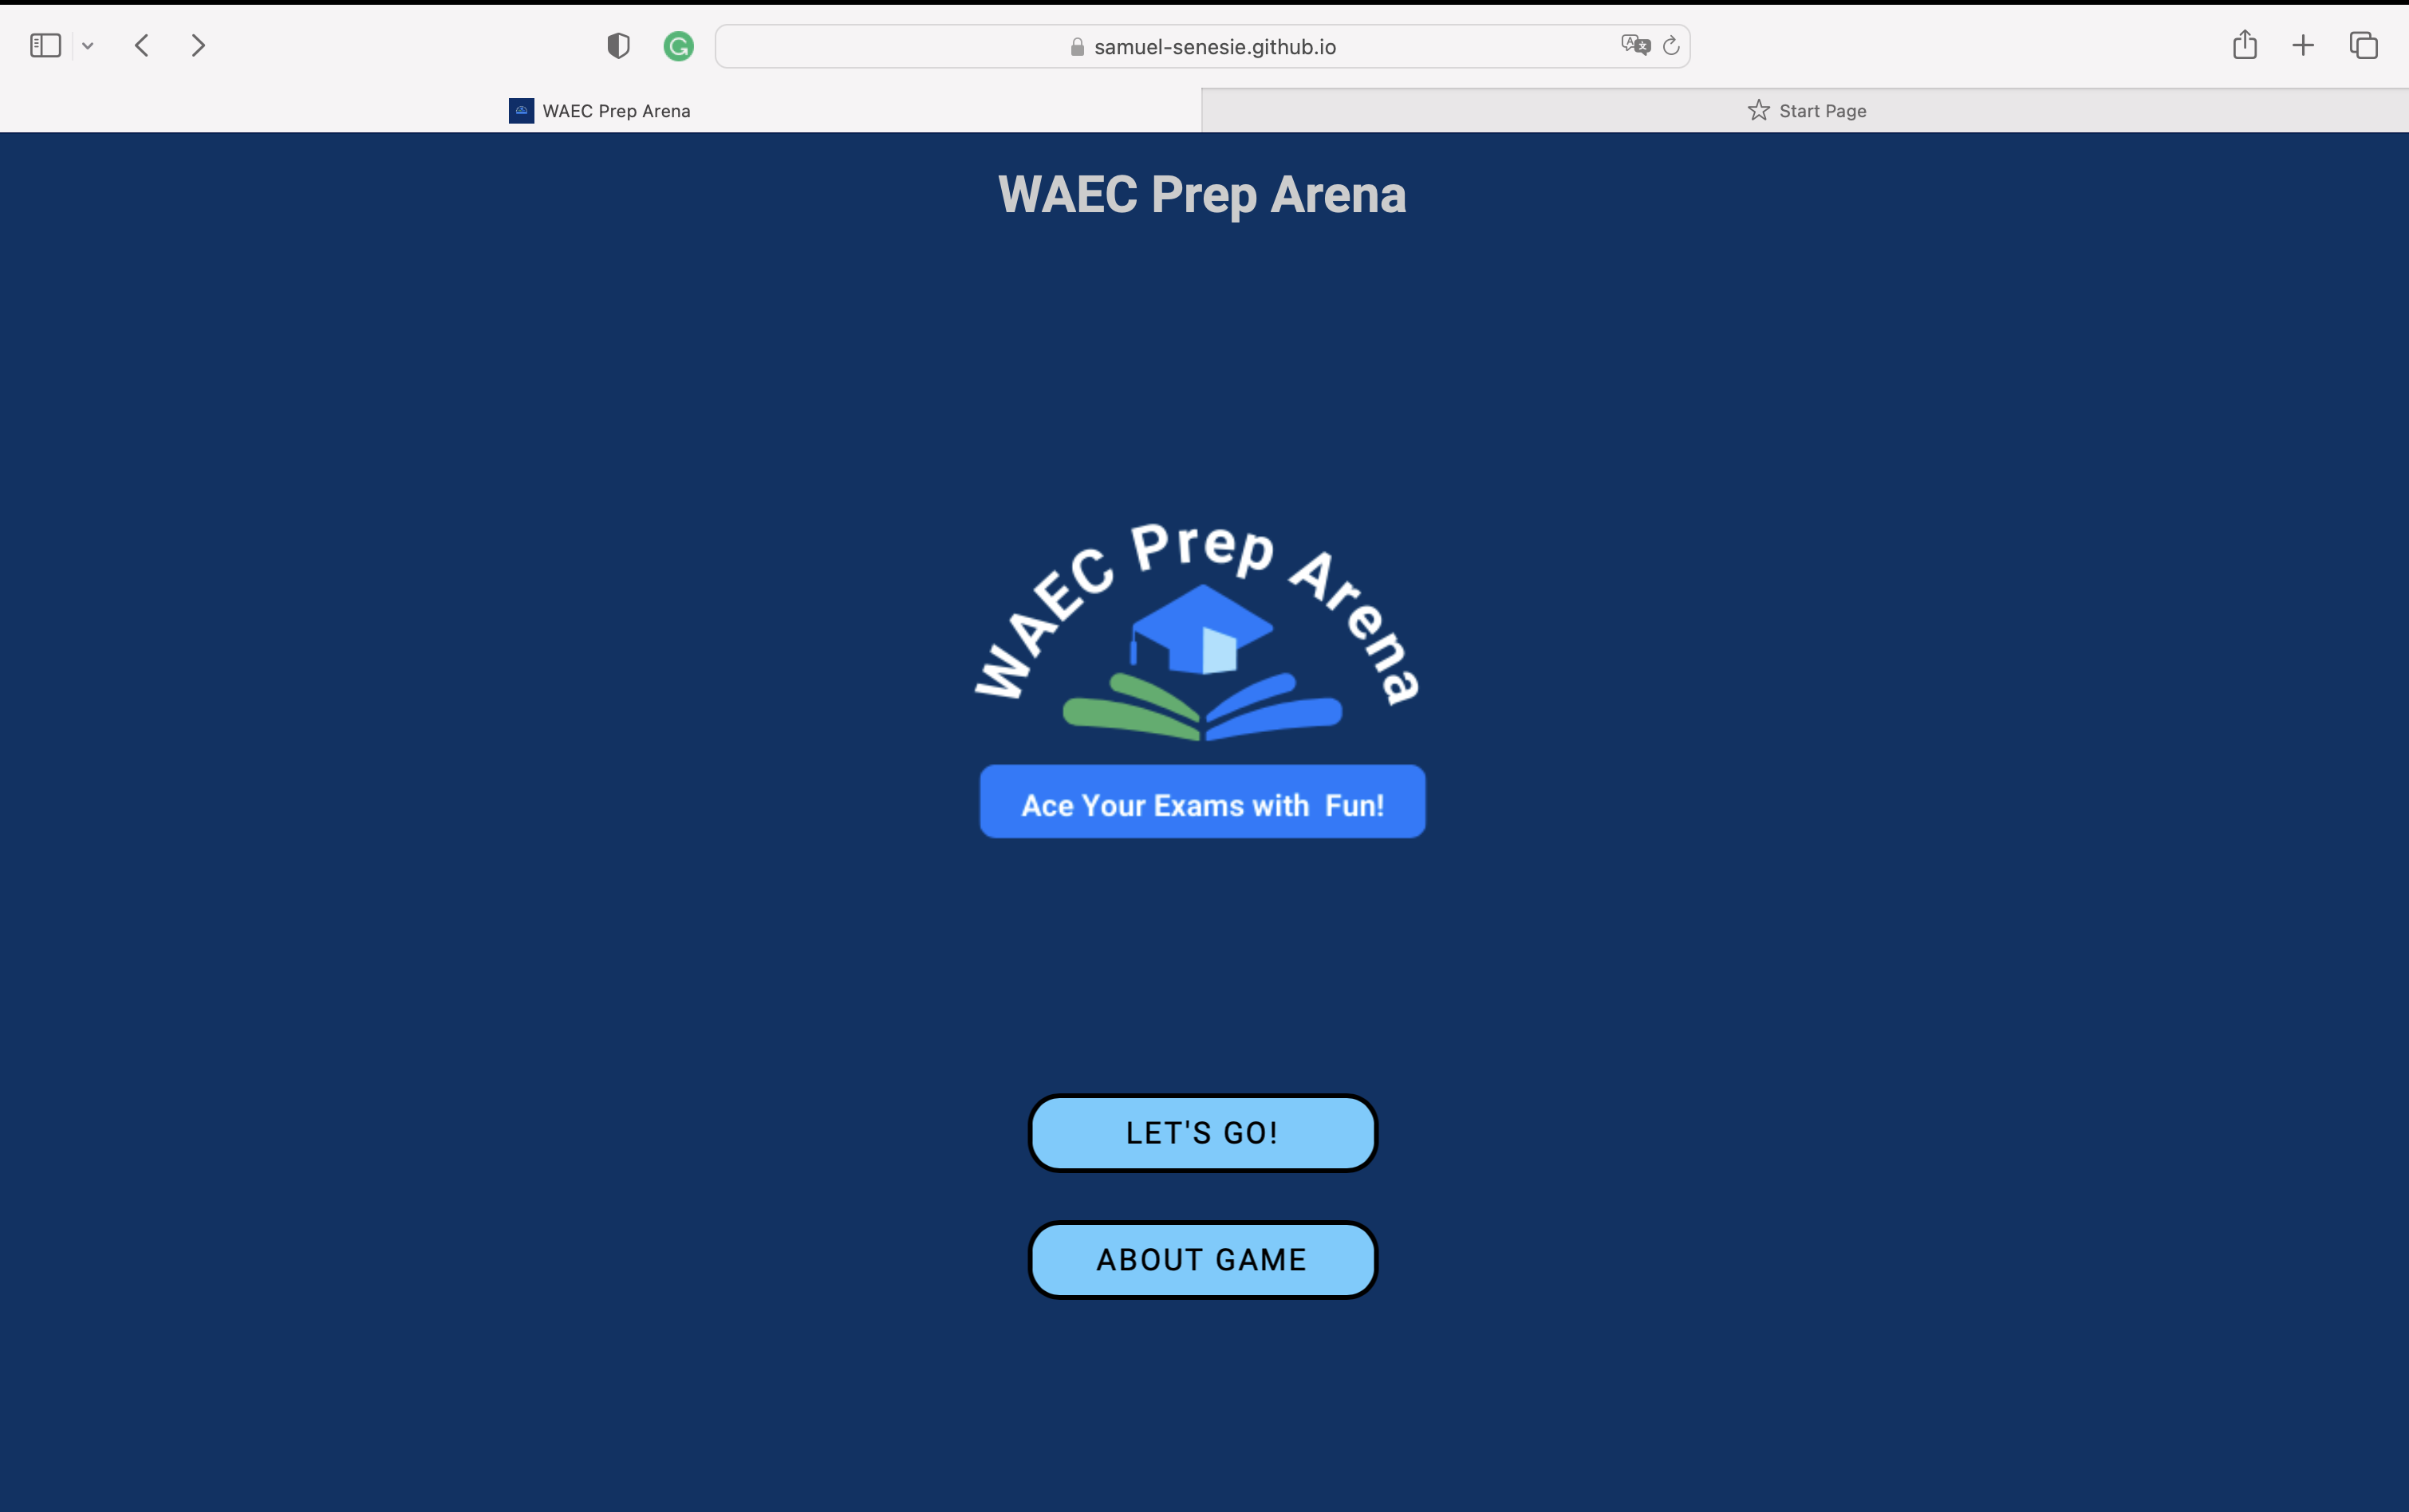 samuel-senesie.github.io
WAEC Prep Arena
Start Page
WAEC Prep Arena
WAEC Prep Arena
Ace Your Exams with  Fun!
LET'S GO!
ABOUT GAME